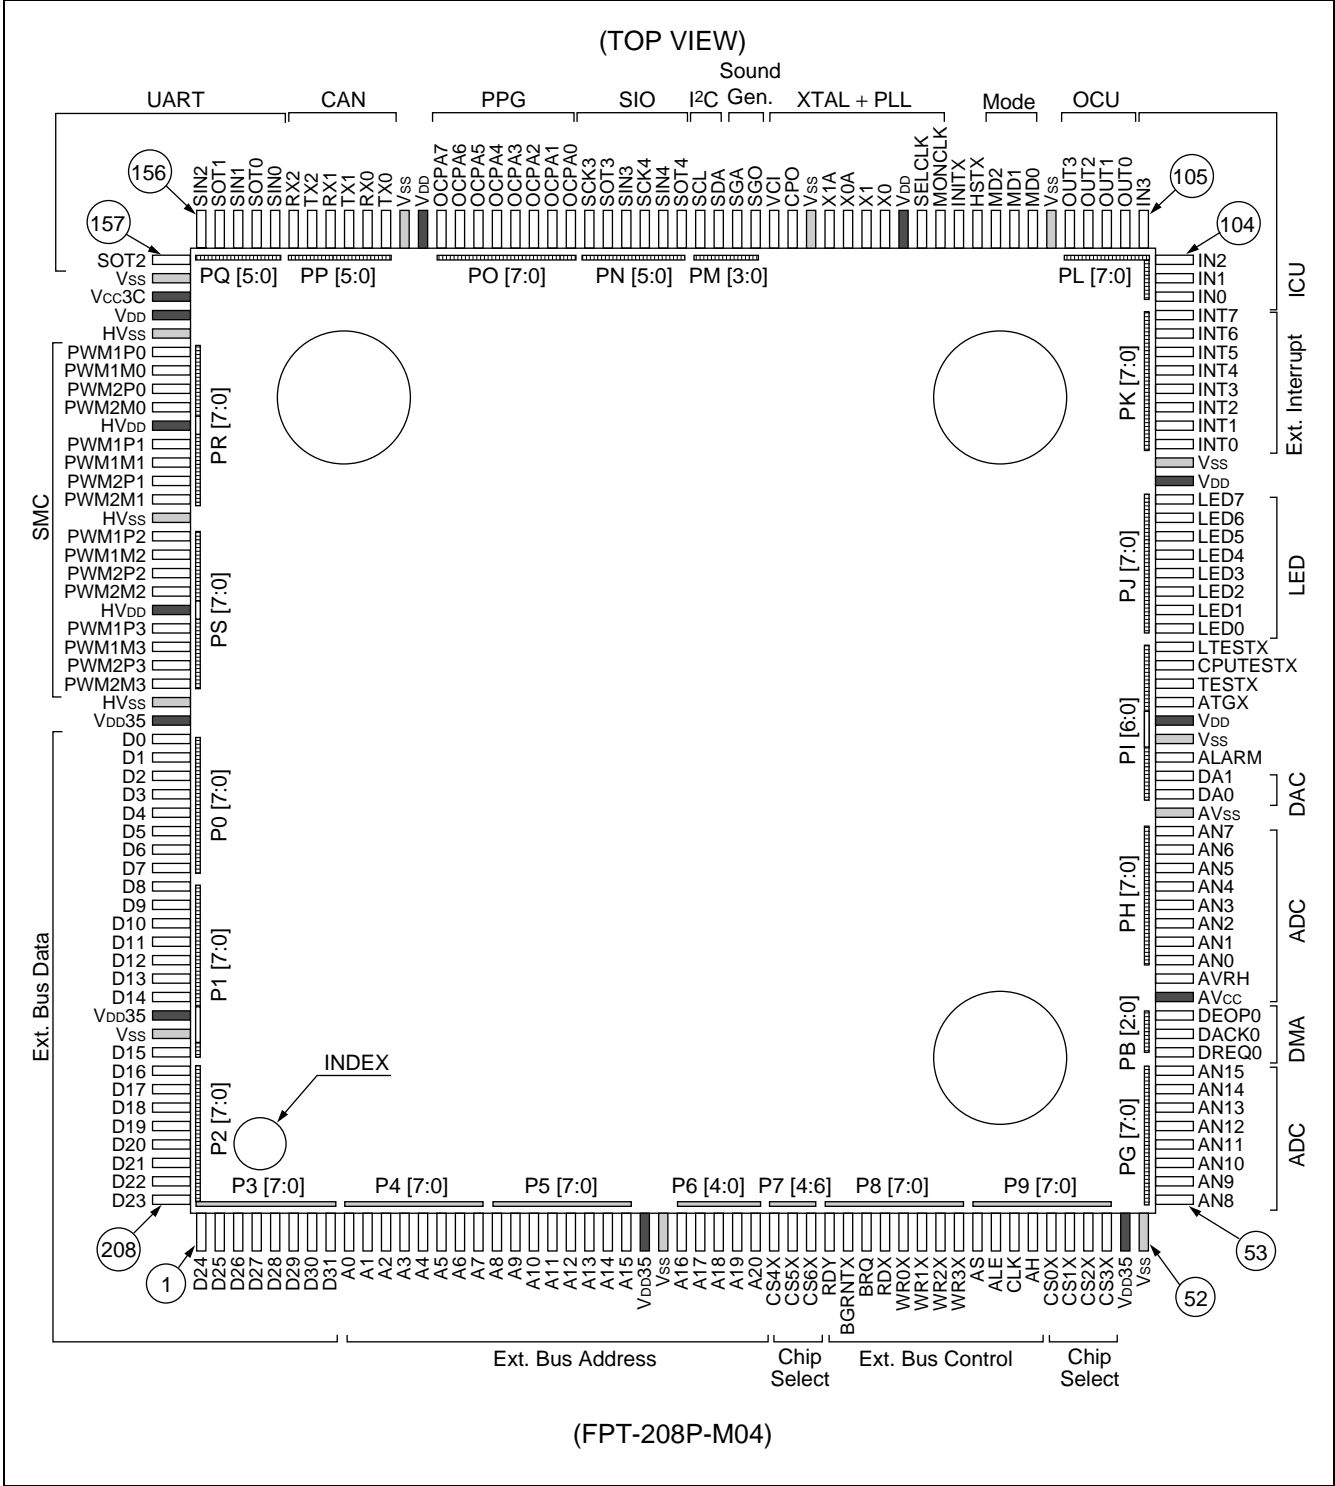 (TOP VIEW)
UART
CAN
PPG
SIO
I2C
Sound
Gen.
XTAL + PLL
Mode
OCU
156
SIN2
SOT1
SIN1
SOT0
SIN0
RX2
TX2
RX1
TX1
RX0
TX0
VSS
VDD
OCPA7
OCPA6
OCPA5
OCPA4
OCPA3
OCPA2
OCPA1
OCPA0
SCK3
SOT3
SIN3
SCK4
SIN4
SOT4
SCL
SDA
SGA
SGO
VCI
CPO
VSS
X1A
X0A
X1
X0
VDD
SELCLK
MONCLK
INITX
HSTX
MD2
MD1
MD0
VSS
OUT3
OUT2
OUT1
OUT0
IN3
105
157
SOT2
VSS
VCC3C
VDD
HVSS
PWM1P0
PWM1M0
PWM2P0
PWM2M0
HVDD
PWM1P1
PWM1M1
PWM2P1
PWM2M1
HVSS
PWM1P2
PWM1M2
PWM2P2
PWM2M2
HVDD
PWM1P3
PWM1M3
PWM2P3
PWM2M3
HVSS
VDD35
D0
D1
D2
D3
D4
D5
D6
D7
D8
D9
D10
D11
D12
D13
D14
VDD35
VSS
D15
D16
D17
D18
D19
D20
D21
D22
D23
208
SMC
Ext. Bus Data
PQ [5:0]
PP [5:0]
PO [7:0]
PN [5:0]
PM [3:0]
PL [7:0]
PR [7:0]
PS [7:0]
P0 [7:0]
P1 [7:0]
P2 [7:0]
INDEX
PK [7:0]
PJ [7:0]
PI [6:0]
PH [7:0]
PB [2:0]
PG [7:0]
P3 [7:0]
P4 [7:0]
P5 [7:0]
P6 [4:0]
P7 [4:6]
P8 [7:0]
P9 [7:0]
104
IN2
IN1
IN0
INT7
INT6
INT5
INT4
INT3
INT2
INT1
INT0
VSS
VDD
LED7
LED6
LED5
LED4
LED3
LED2
LED1
LED0
LTESTX
CPUTESTX
TESTX
ATGX
VDD
VSS
ALARM
DA1
DA0
AVSS
AN7
AN6
AN5
AN4
AN3
AN2
AN1
AN0
AVRH
AVCC
DEOP0
DACK0
DREQ0
AN15
AN14
AN13
AN12
AN11
AN10
AN9
AN8
53
ICU
Ext. Interrupt
LED
DAC
ADC
DMA
ADC
1
D24
D25
D26
D27
D28
D29
D30
D31
A0
A1
A2
A3
A4
A5
A6
A7
A8
A9
A10
A11
A12
A13
A14
A15
VDD35
VSS
A16
A17
A18
A19
A20
CS4X
CS5X
CS6X
RDY
BGRNTX
BRQ
RDX
WR0X
WR1X
WR2X
WR3X
AS
ALE
CLK
AH
CS0X
CS1X
CS2X
CS3X
VDD35
VSS
52
Ext. Bus Address
Chip
Select
Ext. Bus Control
Chip
Select
(FPT-208P-M04)